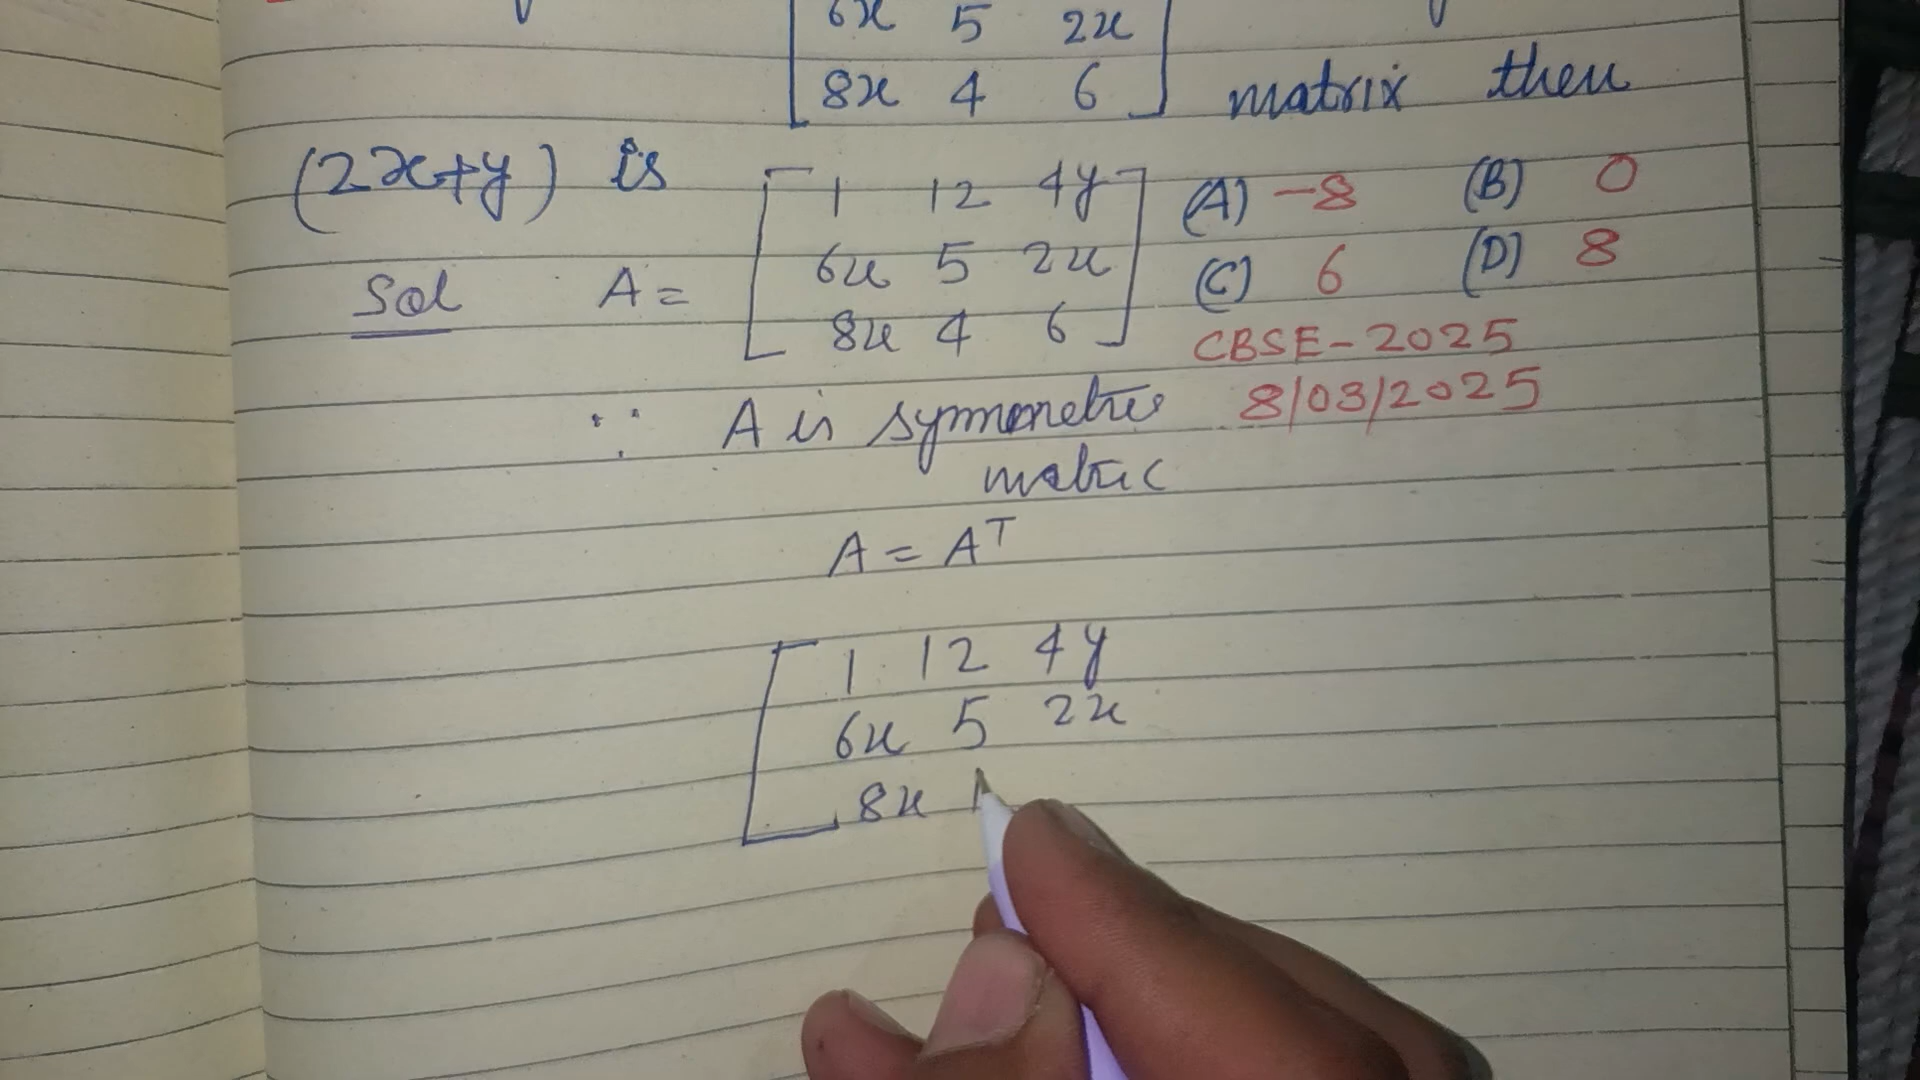 6x 5 2x
8x 4 6 matrix then
(2x+y) is
(A) -8 (B) 0
(C) 6 (D) 8
CBSE-2025
8/03/2025
Sol A =
1 12 4y
6x 5 2x
8x 4 6
∵ A is symmetric
matric
A = A^T
1 12 4y
6x 5 2x
8x